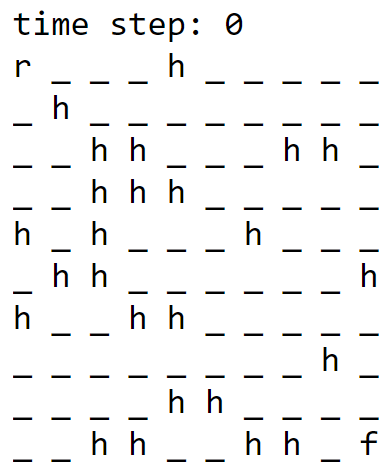 time step: 0
r _ _ _ h _ _ _ _ _
_ h _ _ _ _ _ _ _ _
_ _ h h _ _ _ h h _
_ _ h h h _ _ _ _ _
h _ h _ _ _ h _ _ _
_ h h _ _ _ _ _ _ h
h _ _ h h _ _ _ _ _
_ _ _ _ _ _ _ _ h _
_ _ _ _ h h _ _ _ _
_ _ h h _ _ h h _ f